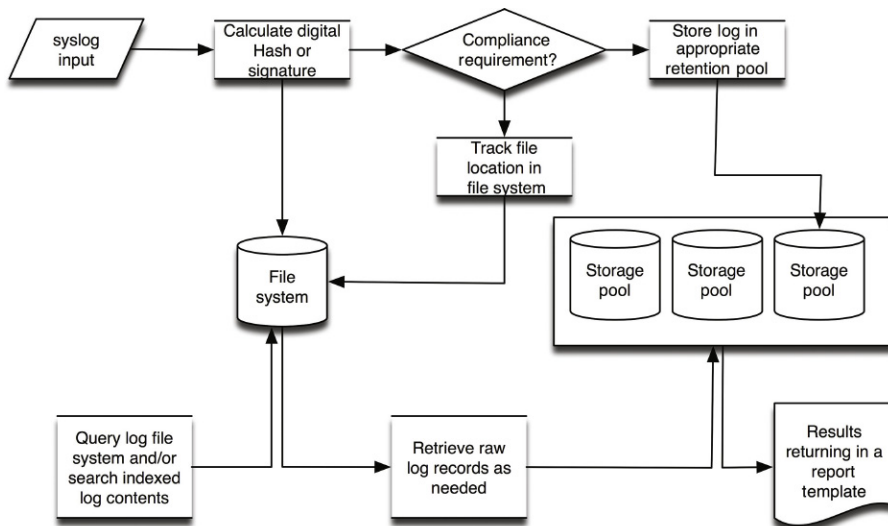 syslog
input
Calculate digital
Hash or
signature
Compliance
requirement?
Store log in
appropriate
retention pool
Track file
location in
file system
File
system
Storage
pool
Storage
pool
Storage
pool
Query log file
system and/or
search indexed
log contents
Retrieve raw
log records as
needed
Results
returning in a
report
template